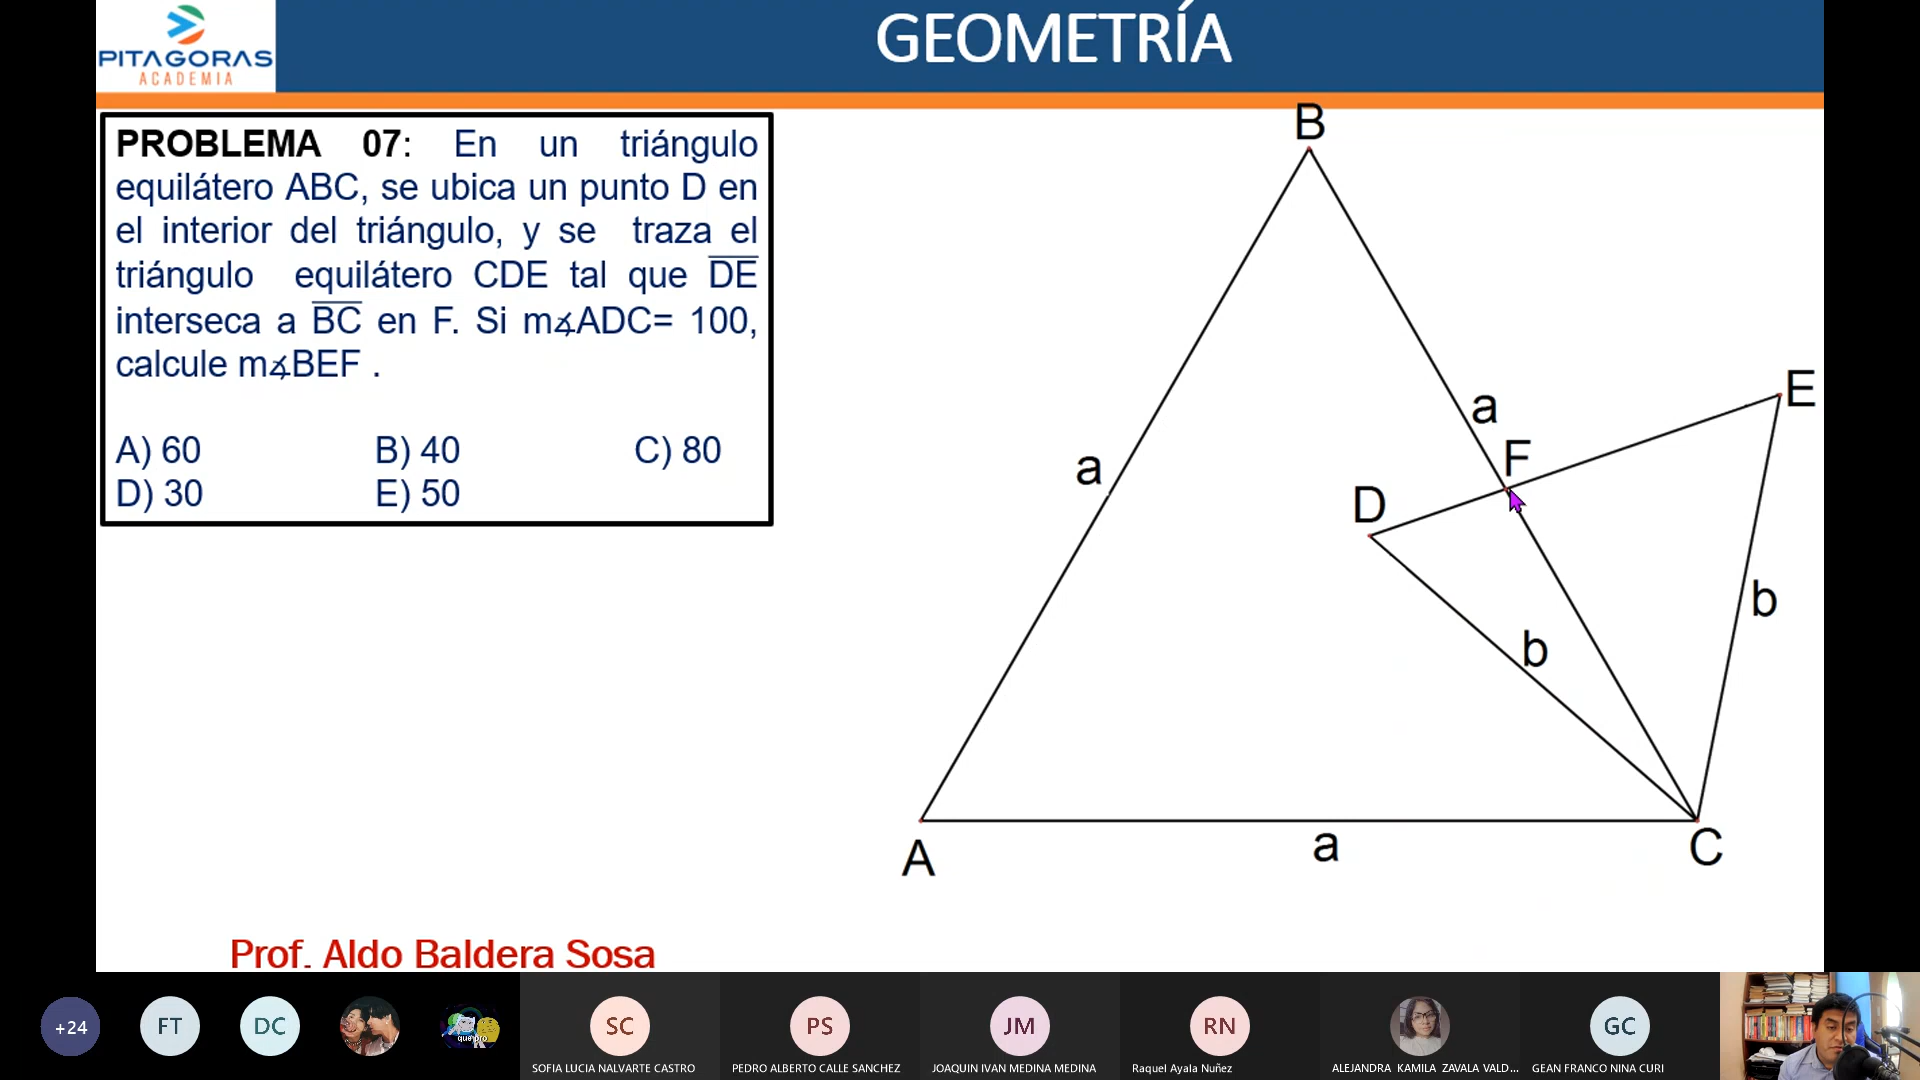 PITAGORAS
ACADEMIA
GEOMETRÍA
PROBLEMA 07: En un triángulo
equilátero ABC, se ubica un punto D en
el interior del triángulo, y se traza el
triángulo equilátero CDE tal que D͞E
interseca a B͞C en F. Si m∡ADC= 100,
calcule m∡BEF .
A) 60 B) 40 C) 80
D) 30 E) 50
B
E
a
F
a
D
b
b
A
a
C
Prof. Aldo Baldera Sosa
+24
FT
DC
que pro
SC
PS
JM
RN
GC
SOFIA LUCIA NALVARTE CASTRO
PEDRO ALBERTO CALLE SANCHEZ
JOAQUIN IVAN MEDINA MEDINA
Raquel Ayala Nuñez
ALEJANDRA KAMILA ZAVALA VALD...
GEAN FRANCO NINA CURI